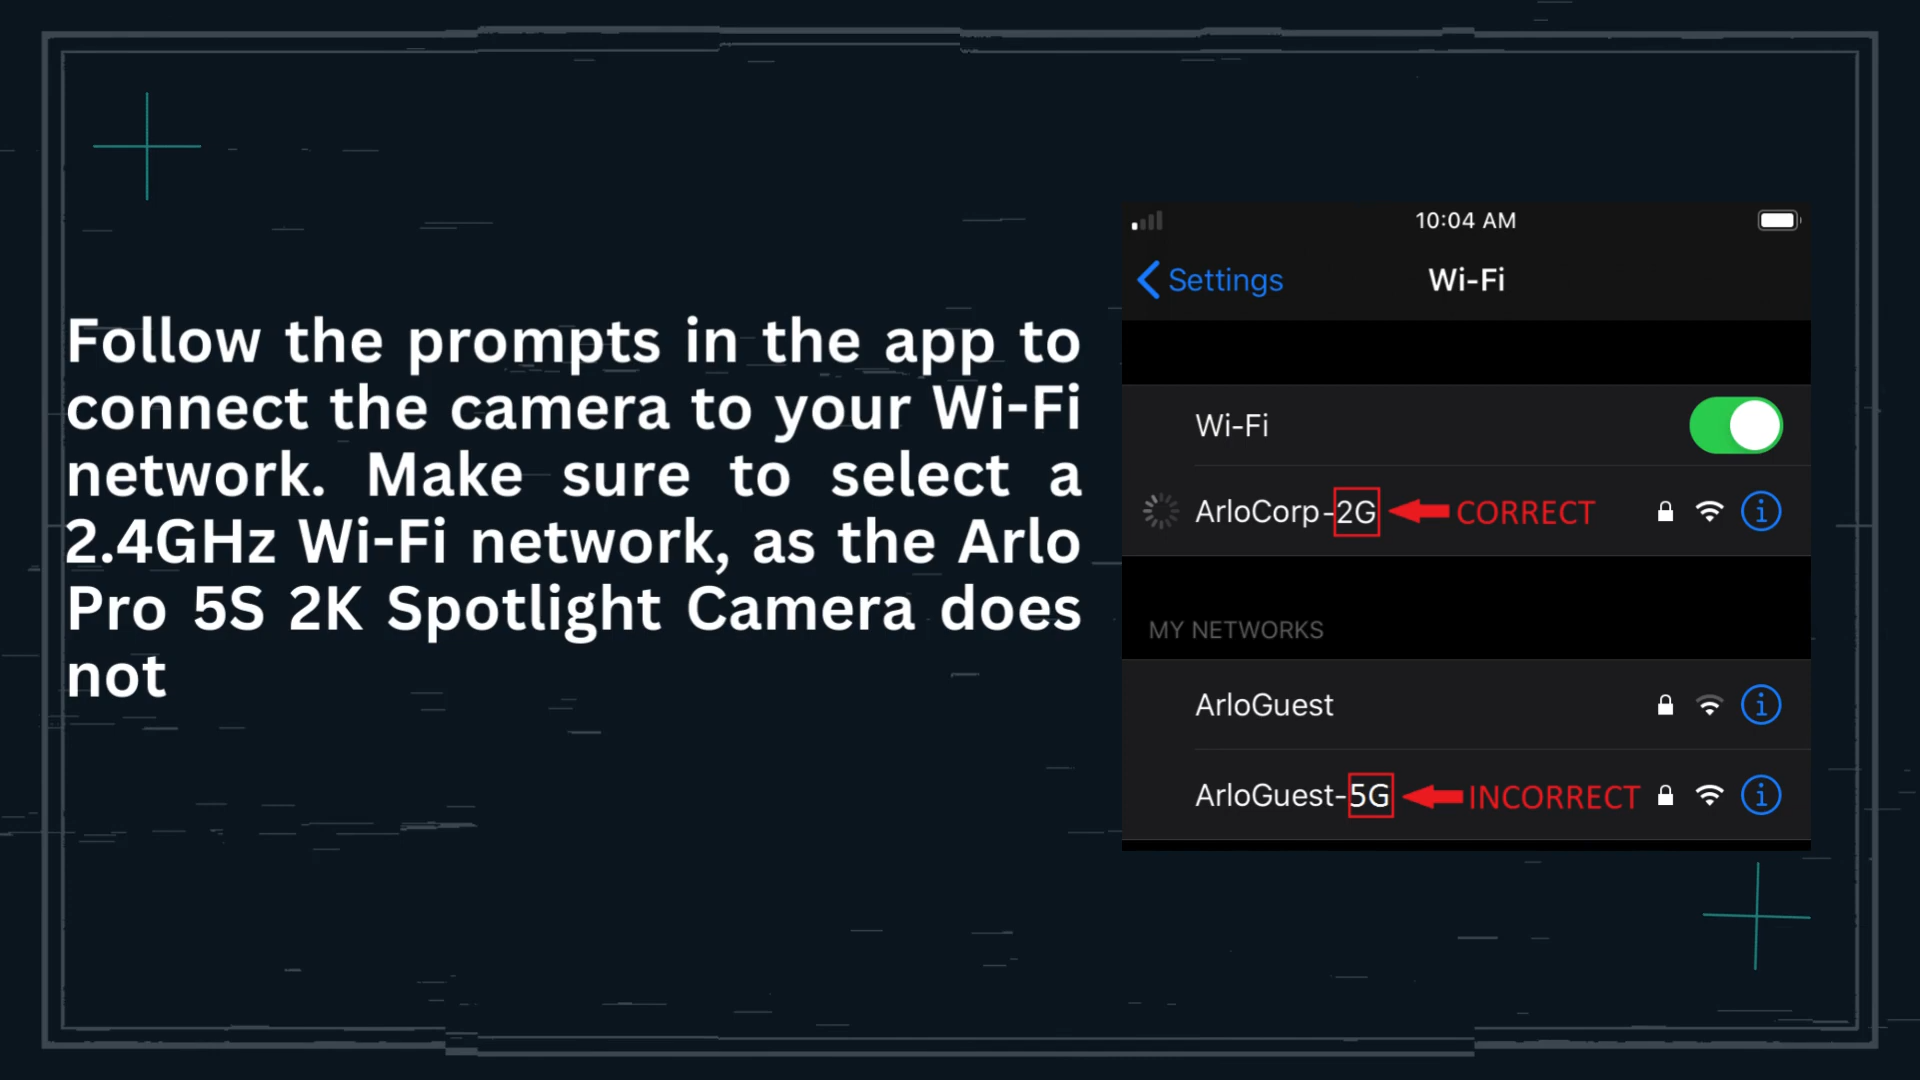 Follow the prompts in the app to
connect the camera to your Wi-Fi
network. Make sure to select a
2.4GHz Wi-Fi network, as the Arlo
Pro 5S 2K Spotlight Camera does
not
10:04 AM
Settings
Wi-Fi
Wi-Fi
ArloCorp-2G CORRECT
MY NETWORKS
ArloGuest
ArloGuest-5G INCORRECT